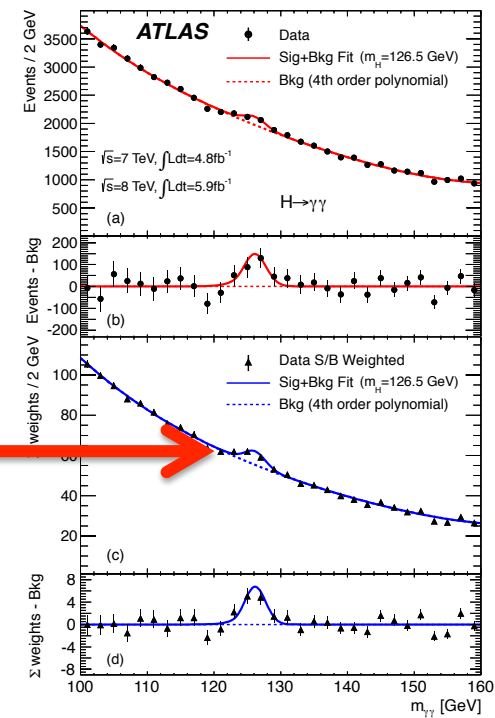 ATLAS
Data
Sig+Bkg Fit (mH=126.5 GeV)
Bkg (4th order polynomial)
Events / 2 GeV
3500
3000
2500
2000
1500
1000
500
√s=7 TeV, ∫Ldt=4.8fb-1
√s=8 TeV, ∫Ldt=5.9fb-1
H→γγ
(a)
Events - Bkg
200
100
0
-100
-200
(b)
weights / 2 GeV
Data S/B Weighted
Sig+Bkg Fit (mH=126.5 GeV)
Bkg (4th order polynomial)
100
80
60
40
20
(c)
Σ weights - Bkg
8
4
0
-4
-8
(d)
100 110 120 130 140 150 160
mγγ [GeV]